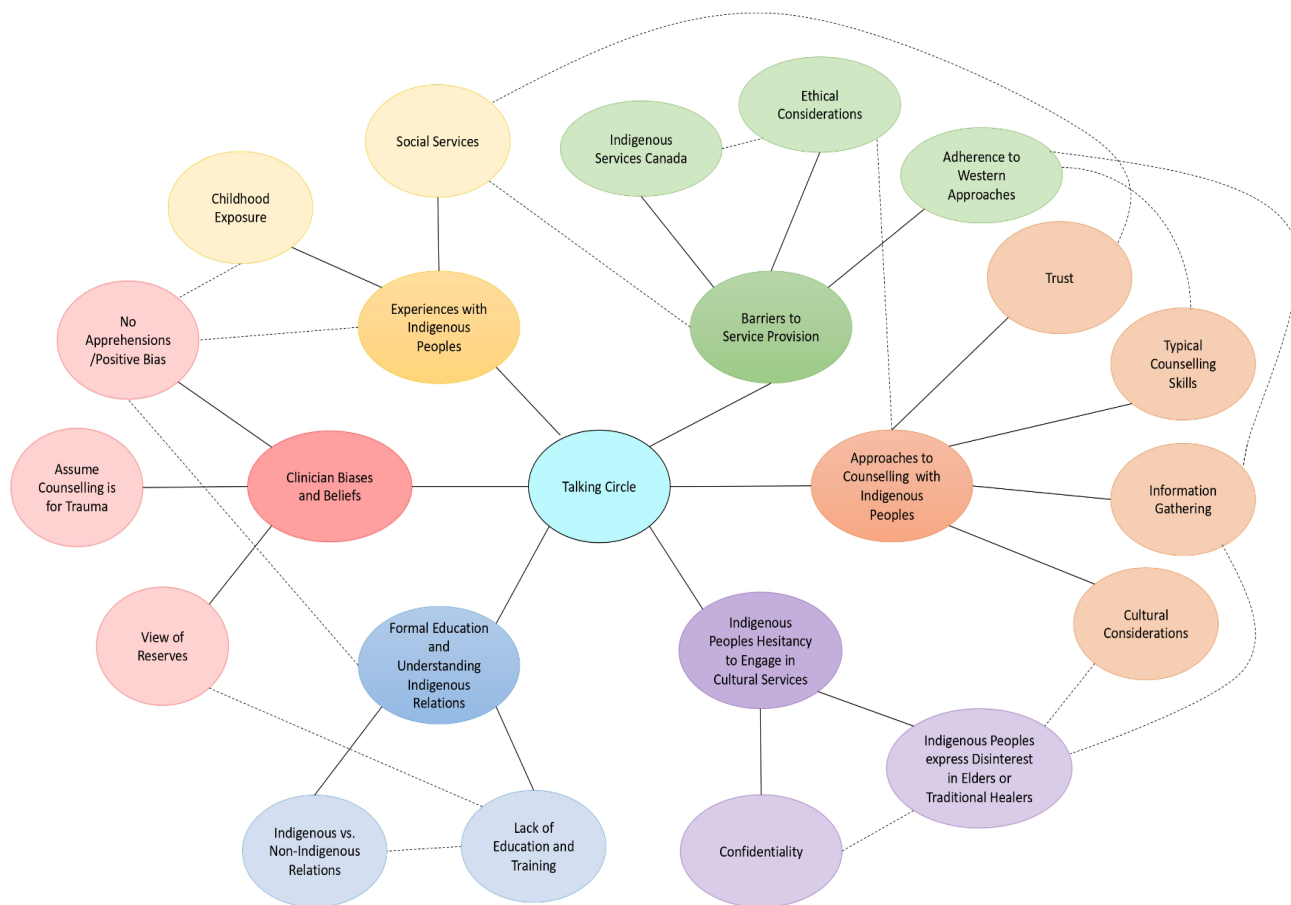 Social Services
Ethical
Considerations
Indigenous
Services Canada
Adherence to
Western
Approaches
Childhood
Exposure
Trust
No
Apprehensions
/Positive Bias
Experiences with
Indigenous
Peoples
Barriers to
Service Provision
Typical
Counselling
Skills
Assume
Counselling is
for Trauma
Clinician Biases
and Beliefs
Talking Circle
Approaches to
Counselling with
Indigenous
Peoples
Information
Gathering
View of
Reserves
Formal Education
and
Understanding
Indigenous
Relations
Indigenous
Peoples Hesitancy
to Engage in
Cultural Services
Cultural
Considerations
Indigenous Peoples
express Disinterest
in Elders or
Traditional Healers
Indigenous vs.
Non-Indigenous
Relations
Lack of
Education and
Training
Confidentiality